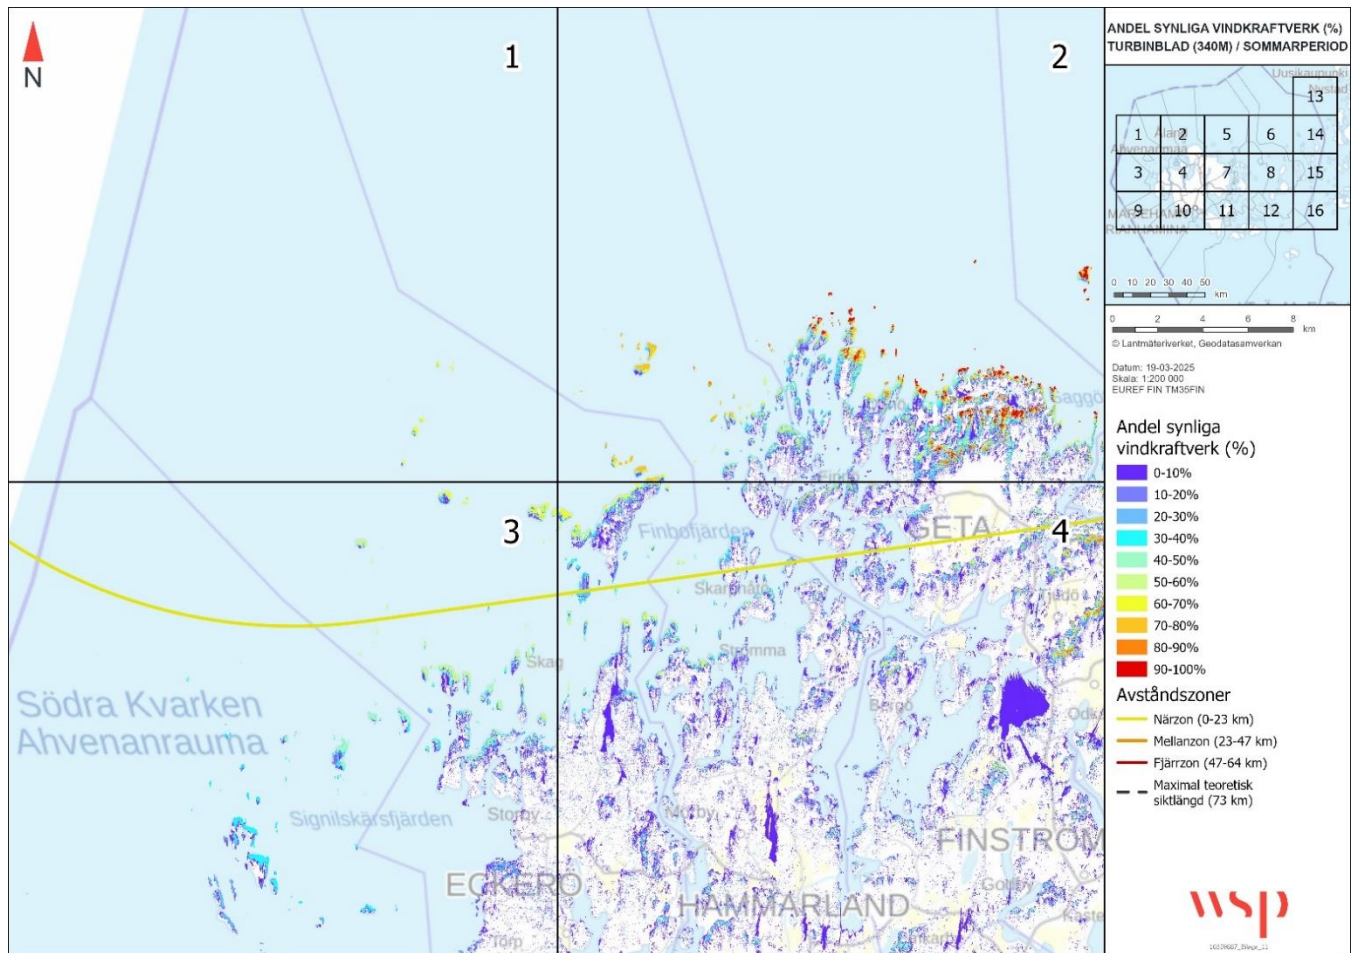 N
1
2
3
4
Saggö
Finbofjärden
GETA
Skarpnåtö
Strömma
Skag
Bergö
Södra Kvarken
Ahvenanrauma
Signilskärsfjärden
Storby
Mörby
FINSTRÖM
ECKERÖ
HAMMARLAND
Torp
ANDEL SYNLIGA VINDKRAFTVERK (%)
TURBINBLAD (340M) / SOMMARPERIOD
Uusikaupunki
Nystad
13
1 2 5 6 14
Åland
Ahvenanmaa
3 4 7 8 15
9 10 11 12 16
0 10 20 30 40 50
km
0 2 4 6 8
km
© Lantmäteriverket, Geodatasamverkan
Datum: 19-03-2025
Skala: 1:200 000
EUREF FIN TM35FIN
Andel synliga
vindkraftverk (%)
0-10%
10-20%
20-30%
30-40%
40-50%
50-60%
60-70%
70-80%
80-90%
90-100%
Avståndszoner
Närzon (0-23 km)
Mellanzon (23-47 km)
Fjärrzon (47-64 km)
Maximal teoretisk
siktlängd (73 km)
wsp